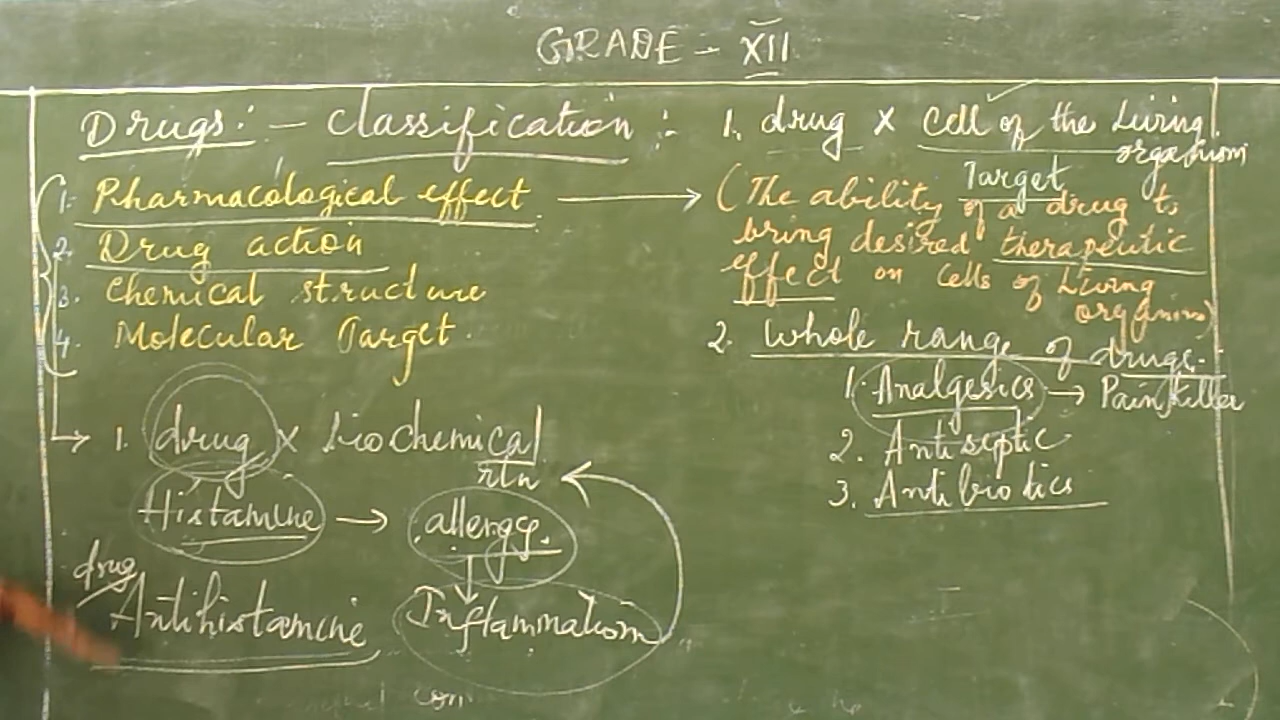 GRADE - XII
Drugs: - Classification :-
1. Pharmacological effect →
2. Drug action
3. Chemical structure
4. Molecular Target.
→ 1. drug x biochemical
rtn
Histamine → allergy.
↓
drug
Antihistamine Inflammation
1. drug x Cell of the Living
organism
Target
(The ability of a drug to
bring desired therapeutic
effect on cells of Living
organism)
2. Whole range of drugs.-
1. Analgesics → Pain killer
2. Antiseptic
3. Antibiotics